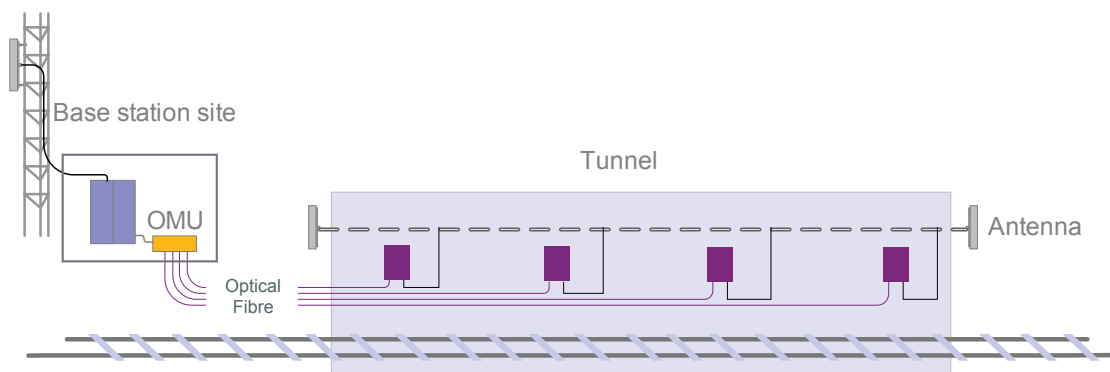 Base station site
Tunnel
OMU
Antenna
Optical
Fibre